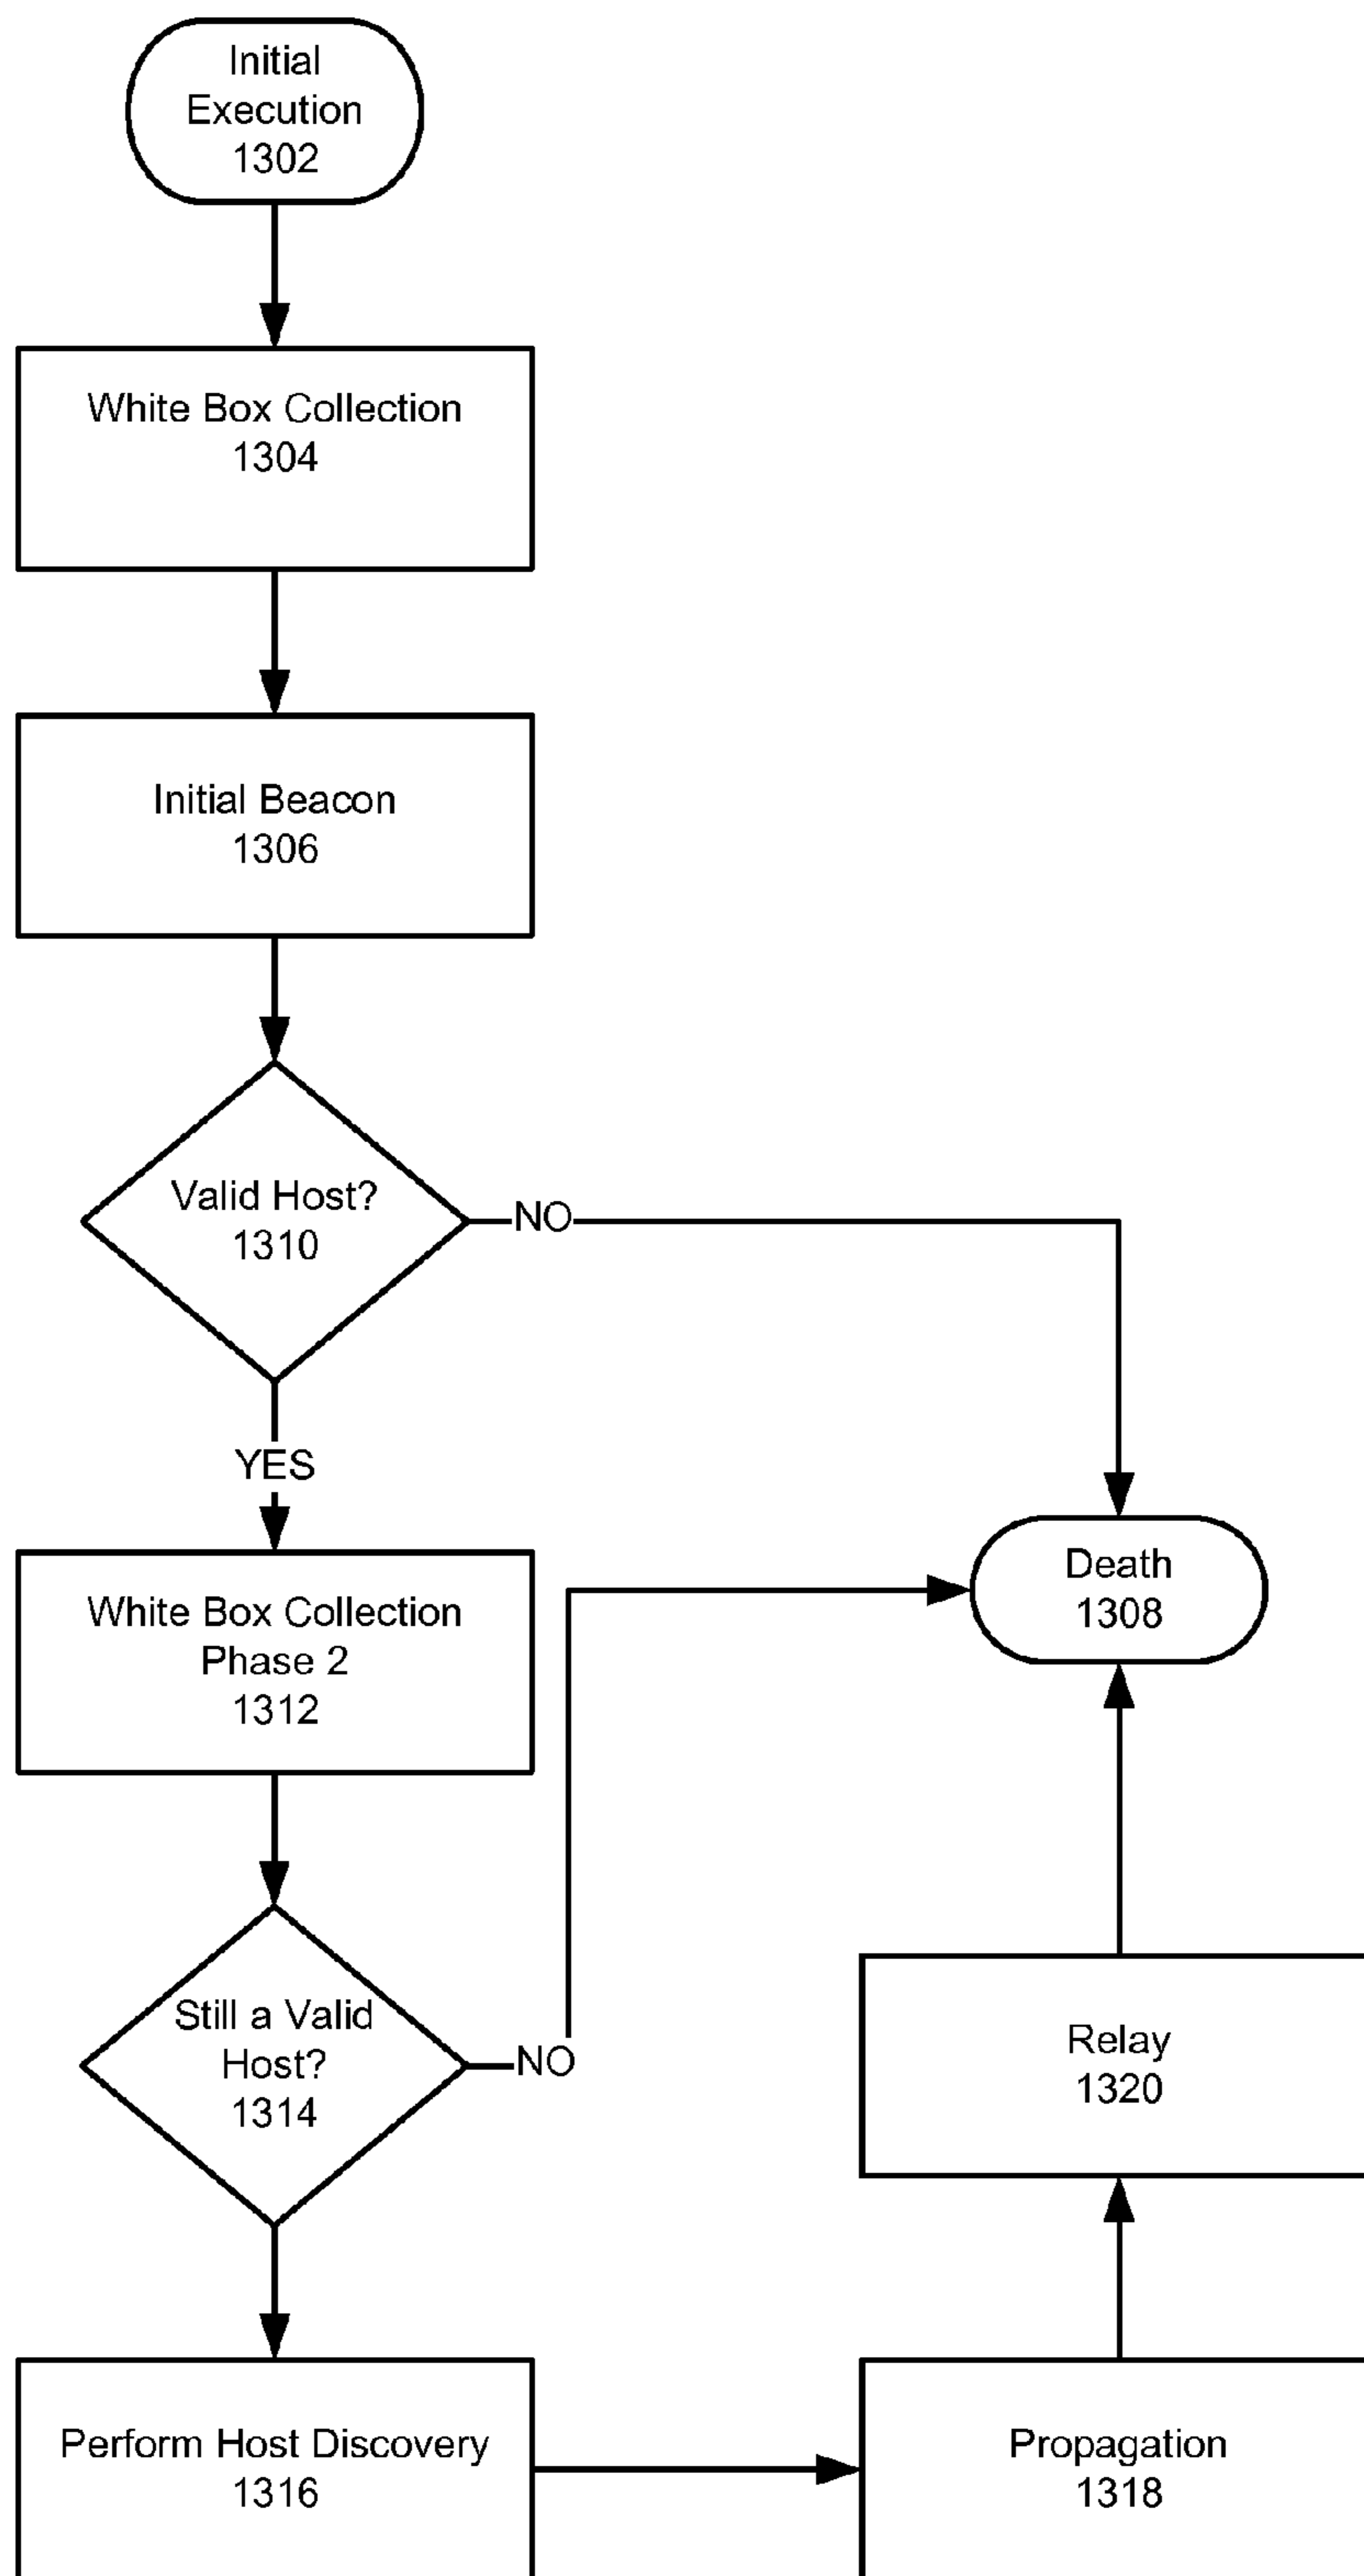 Initial
Execution
1302
White Box Collection
1304
Initial Beacon
1306
Valid Host?
1310
NO
YES
White Box Collection
Phase 2
1312
Death
1308
Still a Valid
Host?
1314
NO
Relay
1320
Perform Host Discovery
1316
Propagation
1318